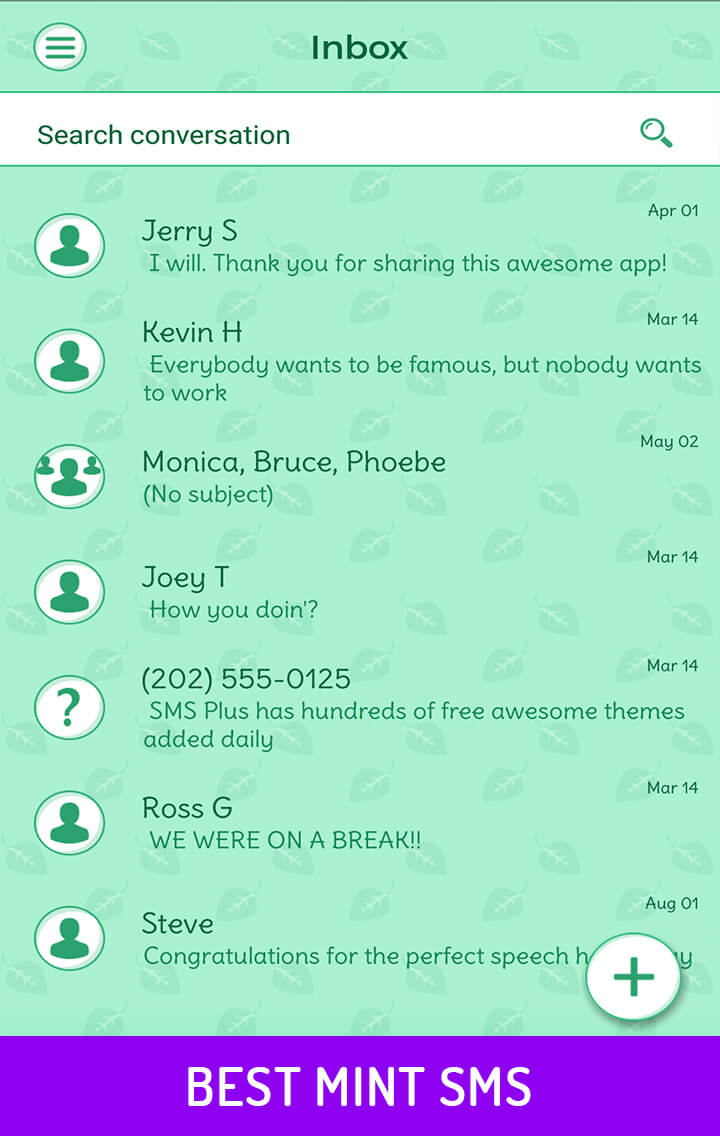 Inbox
Search conversation
Apr 01
Jerry S
I will. Thank you for sharing this awesome app!
Mar 14
Kevin H
Everybody wants to be famous, but nobody wants
to work
May 02
Monica, Bruce, Phoebe
(No subject)
Mar 14
Joey T
How you doin'?
Mar 14
(202) 555-0125
SMS Plus has hundreds of free awesome themes
added daily
Mar 14
Ross G
WE WERE ON A BREAK!!
Aug 01
Steve
Congratulations for the perfect speech
BEST MINT SMS